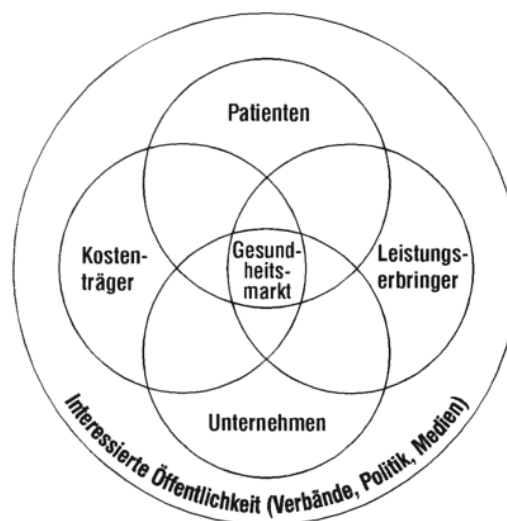 Patienten
Kosten-
träger
Gesund-
heits-
markt
Leistungs-
erbringer
Unternehmen
Interessierte Öffentlichkeit (Verbände, Politik, Medien)